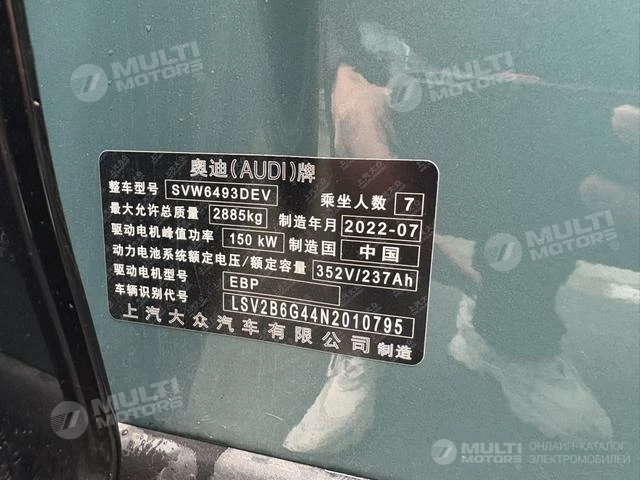 MULTI
MOTORS
MULTI
MOTORS
奥迪(AUDI)牌
整车型号 SVW6493DEV 乘坐人数 7
最大允许总质量 2885kg 制造年月 2022-07
驱动电机峰值功率 150 kW 制造国 中国
动力电池系统额定电压/额定容量 352V/237Ah
驱动电机型号 EBP
车辆识别代号 LSV2B6G44N2010795
上汽大众汽车有限公司 制造
MULTI
MOTORS
MULTI
MOTORS
ОНЛАЙН-КАТАЛОГ
ЭЛЕКТРОМОБИЛЕЙ